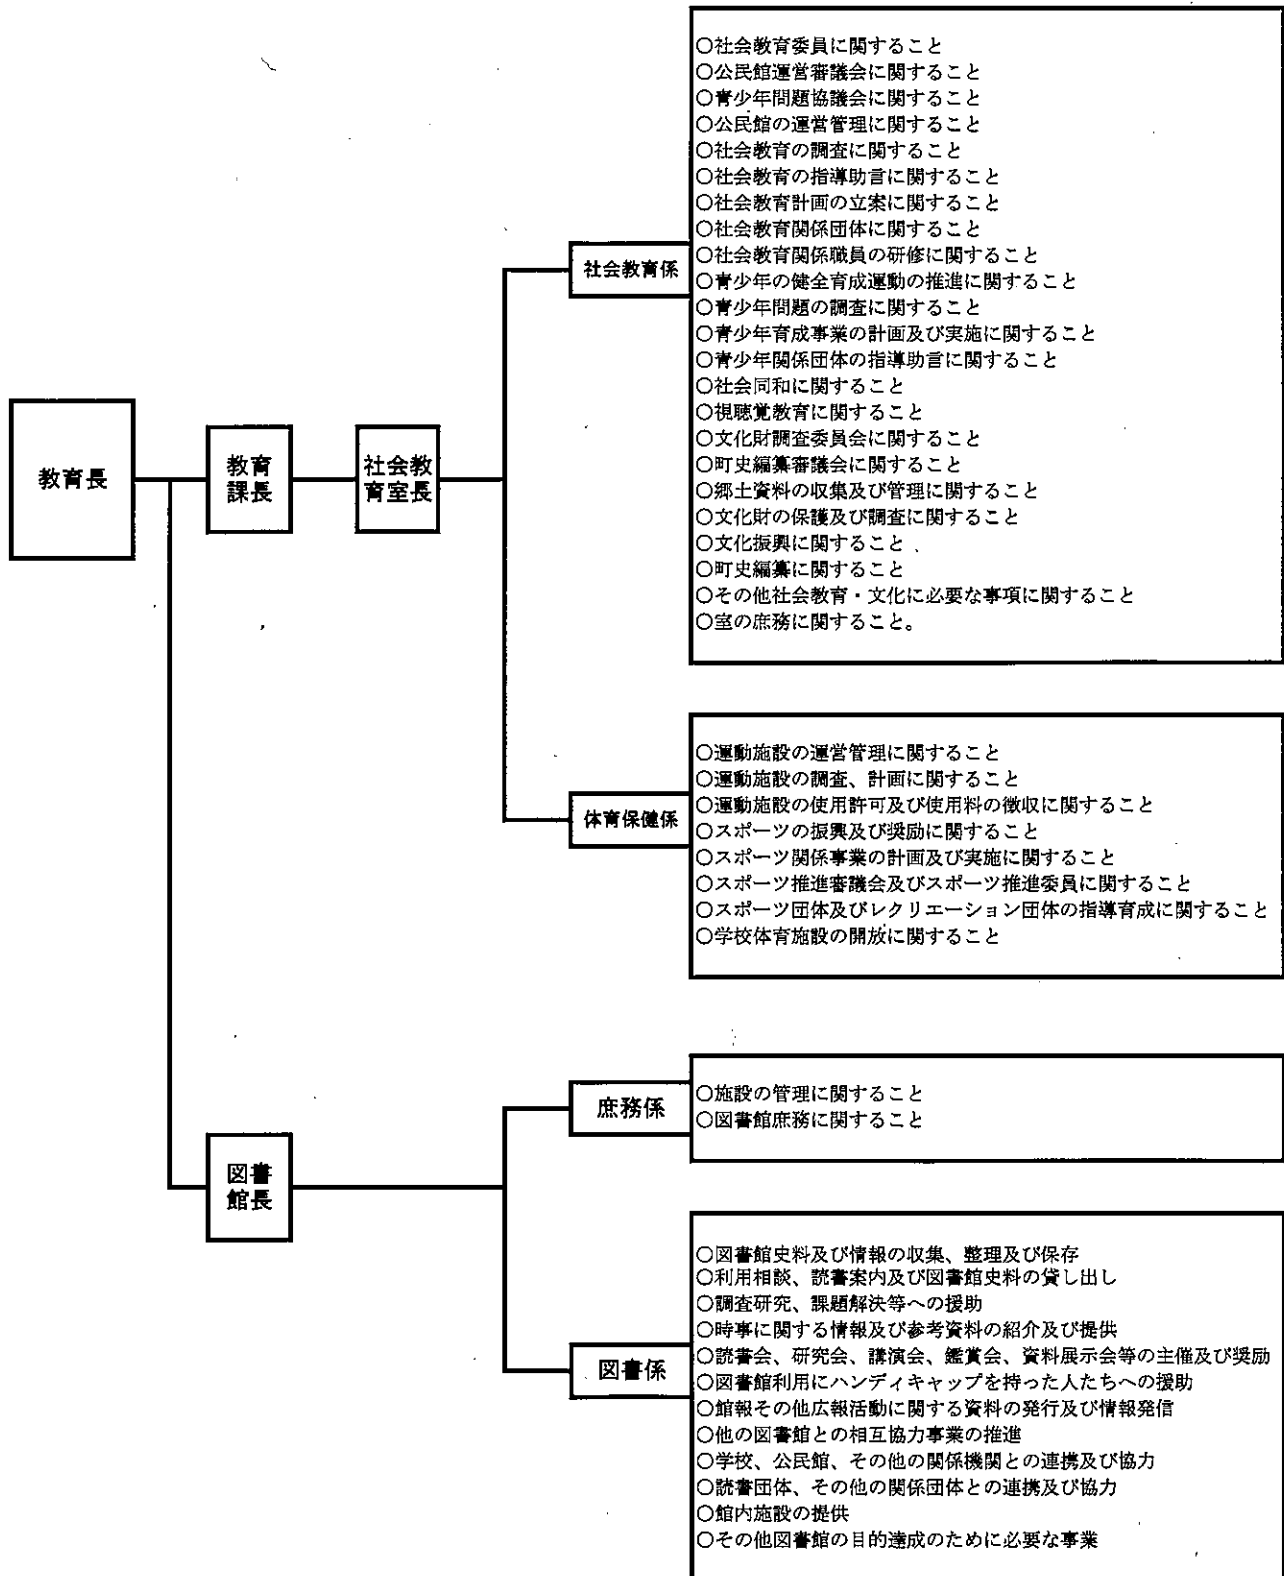 教育長
教育
課長
社会教
育室長
社会教育係
○社会教育委員に関すること
○公民館運営審議会に関すること
○青少年問題協議会に関すること
○公民館の運営管理に関すること
○社会教育の調査に関すること
○社会教育の指導助言に関すること
○社会教育計画の立案に関すること
○社会教育関係団体に関すること
○社会教育関係職員の研修に関すること
○青少年の健全育成運動の推進に関すること
○青少年問題の調査に関すること
○青少年育成事業の計画及び実施に関すること
○青少年関係団体の指導助言に関すること
○社会同和に関すること
○視聴覚教育に関すること
○文化財調査委員会に関すること
○町史編纂審議会に関すること
○郷土資料の収集及び管理に関すること
○文化財の保護及び調査に関すること
○文化振興に関すること
○町史編纂に関すること
○その他社会教育・文化に必要な事項に関すること
○室の庶務に関すること。
体育保健係
○運動施設の運営管理に関すること
○運動施設の調査、計画に関すること
○運動施設の使用許可及び使用料の徴収に関すること
○スポーツの振興及び奨励に関すること
○スポーツ関係事業の計画及び実施に関すること
○スポーツ推進審議会及びスポーツ推進委員に関すること
○スポーツ団体及びレクリエーション団体の指導育成に関すること
○学校体育施設の開放に関すること
図書
館長
庶務係
○施設の管理に関すること
○図書館庶務に関すること
図書係
○図書館史料及び情報の収集、整理及び保存
○利用相談、読書案内及び図書館史料の貸し出し
○調査研究、課題解決等への援助
○時事に関する情報及び参考資料の紹介及び提供
○読書会、研究会、講演会、鑑賞会、資料展示会等の主催及び奨励
○図書館利用にハンディキャップを持った人たちへの援助
○館報その他広報活動に関する資料の発行及び情報発信
○他の図書館との相互協力事業の推進
○学校、公民館、その他の関係機関との連携及び協力
○読書団体、その他の関係団体との連携及び協力
○館内施設の提供
○その他図書館の目的達成のために必要な事業